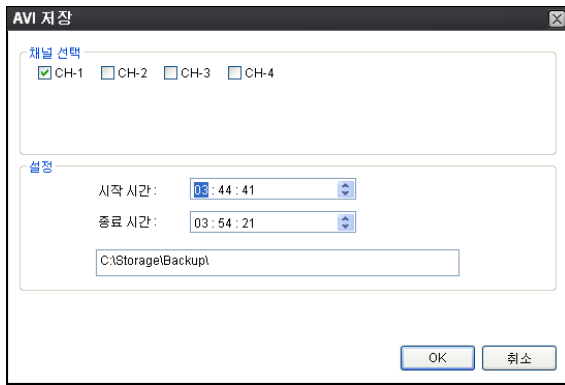 AVI 저장
채널 선택
CH-1 CH-2 CH-3 CH-4
설정
시작 시간 : 03 : 44 : 41
종료 시간 : 03 : 54 : 21
C:\Storage\Backup\
OK 취소